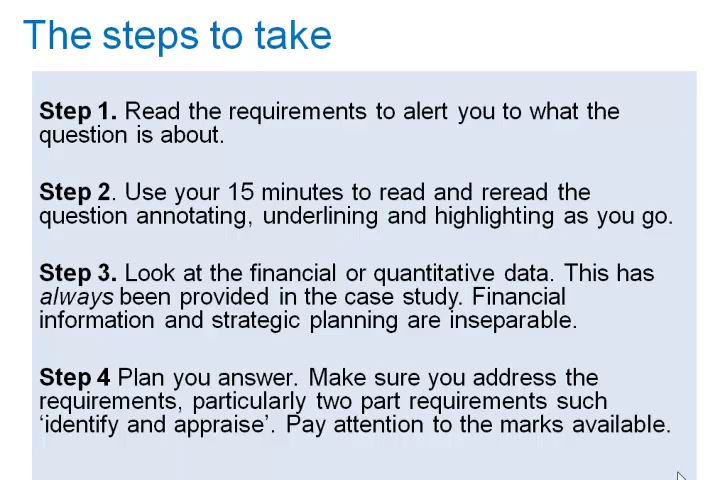 The steps to take
Step 1. Read the requirements to alert you to what the
question is about.
Step 2. Use your 15 minutes to read and reread the
question annotating, underlining and highlighting as you go.
Step 3. Look at the financial or quantitative data. This has
always been provided in the case study. Financial
information and strategic planning are inseparable.
Step 4 Plan you answer. Make sure you address the
requirements, particularly two part requirements such
‘identify and appraise’. Pay attention to the marks available.